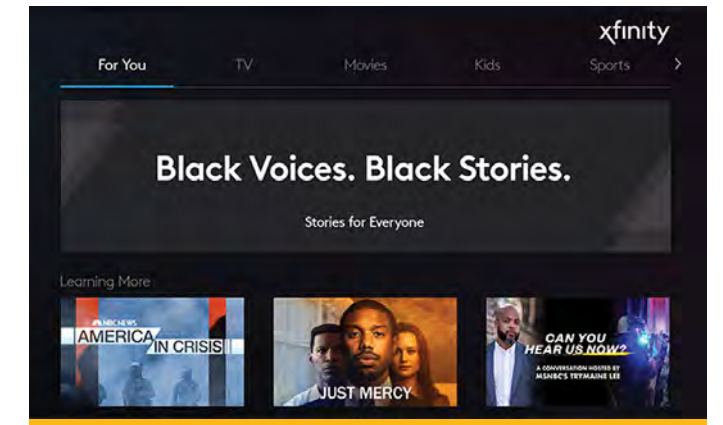 xfinity
For You TV Movies Kids Sports >
Black Voices. Black Stories.
Stories for Everyone
Learning More
NBC NEWS
AMERICA
IN CRISIS
JUST MERCY
CAN YOU
HEAR US NOW?
A CONVERSATION HOSTED BY
MSNBC'S TRYMAINE LEE